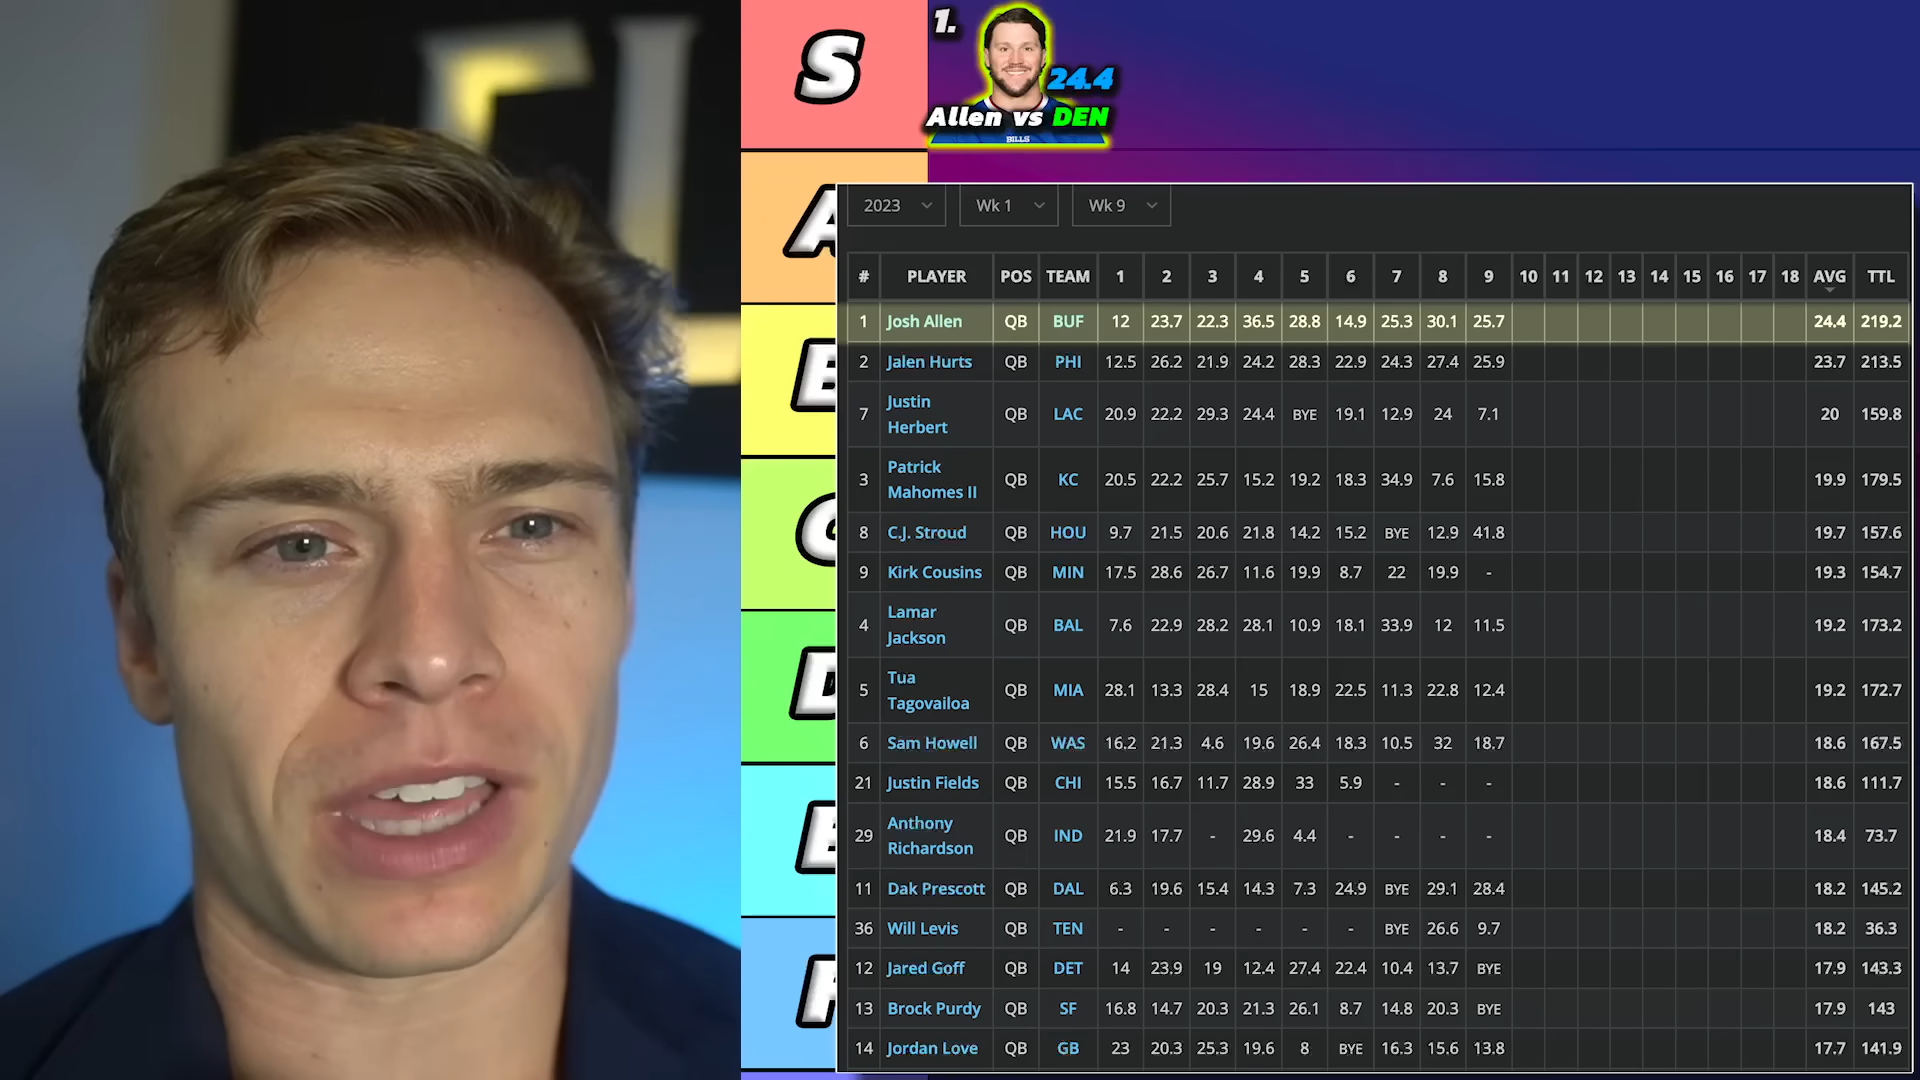 S
1.
24.4
Allen vs DEN
BILLS
A
B
C
D
E
F
2023 Wk 1 Wk 9
# PLAYER POS TEAM 1 2 3 4 5 6 7 8 9 10 11 12 13 14 15 16 17 18 AVG TTL
1 Josh Allen QB BUF 12 23.7 22.3 36.5 28.8 14.9 25.3 30.1 25.7 24.4 219.2
2 Jalen Hurts QB PHI 12.5 26.2 21.9 24.2 28.3 22.9 24.3 27.4 25.9 23.7 213.5
7 Justin Herbert QB LAC 20.9 22.2 29.3 24.4 BYE 19.1 12.9 24 7.1 20 159.8
3 Patrick Mahomes II QB KC 20.5 22.2 25.7 15.2 19.2 18.3 34.9 7.6 15.8 19.9 179.5
8 C.J. Stroud QB HOU 9.7 21.5 20.6 21.8 14.2 15.2 BYE 12.9 41.8 19.7 157.6
9 Kirk Cousins QB MIN 17.5 28.6 26.7 11.6 19.9 8.7 22 19.9 - 19.3 154.7
4 Lamar Jackson QB BAL 7.6 22.9 28.2 28.1 10.9 18.1 33.9 12 11.5 19.2 173.2
5 Tua Tagovailoa QB MIA 28.1 13.3 28.4 15 18.9 22.5 11.3 22.8 12.4 19.2 172.7
6 Sam Howell QB WAS 16.2 21.3 4.6 19.6 26.4 18.3 10.5 32 18.7 18.6 167.5
21 Justin Fields QB CHI 15.5 16.7 11.7 28.9 33 5.9 - - - 18.6 111.7
29 Anthony Richardson QB IND 21.9 17.7 - 29.6 4.4 - - - - 18.4 73.7
11 Dak Prescott QB DAL 6.3 19.6 15.4 14.3 7.3 24.9 BYE 29.1 28.4 18.2 145.2
36 Will Levis QB TEN - - - - - - BYE 26.6 9.7 18.2 36.3
12 Jared Goff QB DET 14 23.9 19 12.4 27.4 22.4 10.4 13.7 BYE 17.9 143.3
13 Brock Purdy QB SF 16.8 14.7 20.3 21.3 26.1 8.7 14.8 20.3 BYE 17.9 143
14 Jordan Love QB GB 23 20.3 25.3 19.6 8 BYE 16.3 15.6 13.8 17.7 141.9